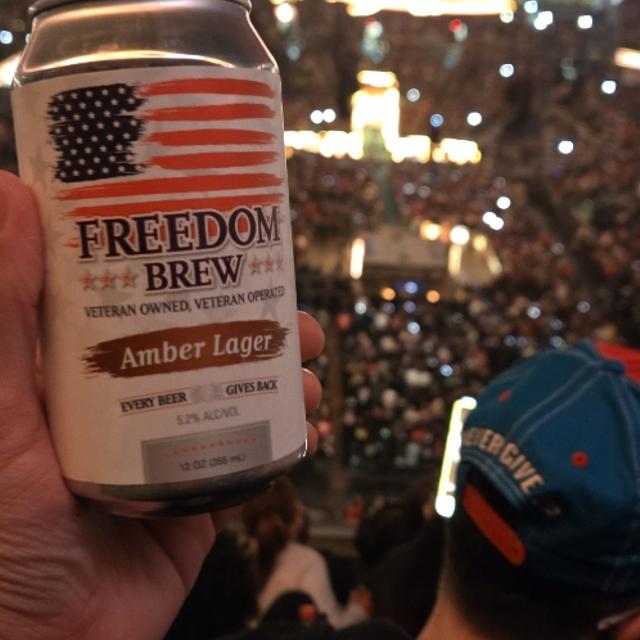 FREEDOM
BREW
VETERAN OWNED, VETERAN OPERATED
Amber Lager
EVERY BEER GIVES BACK
5.2% ALC/VOL
12 OZ (355 mL)
GIVE